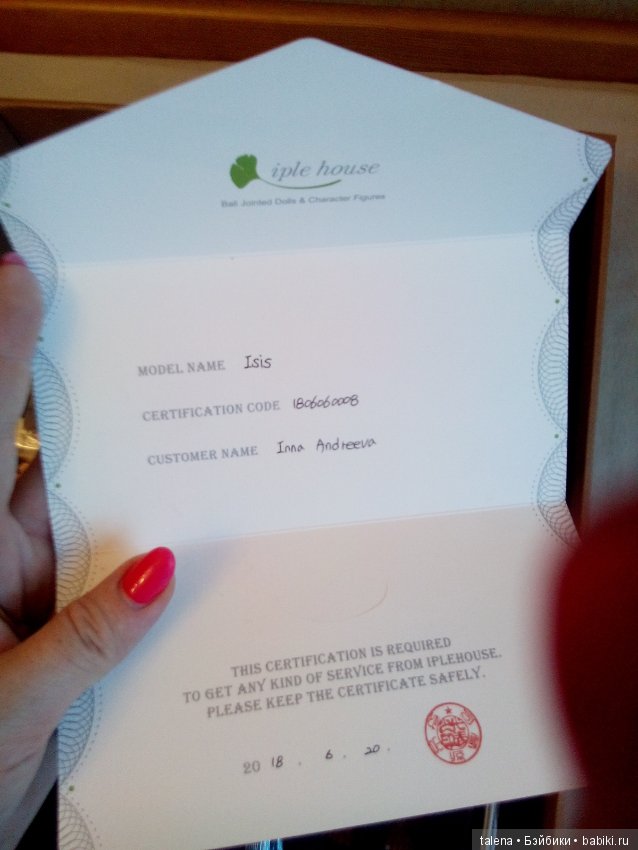 iple house
Ball Jointed Dolls & Character Figures
MODEL NAME Isis
CERTIFICATION CODE 1806060008
CUSTOMER NAME Inna Andreeva
THIS CERTIFICATION IS REQUIRED
TO GET ANY KIND OF SERVICE FROM IPLEHOUSE.
PLEASE KEEP THE CERTIFICATE SAFELY.
2018 . 6 . 20 .
talena • Бэйбики • babiki.ru